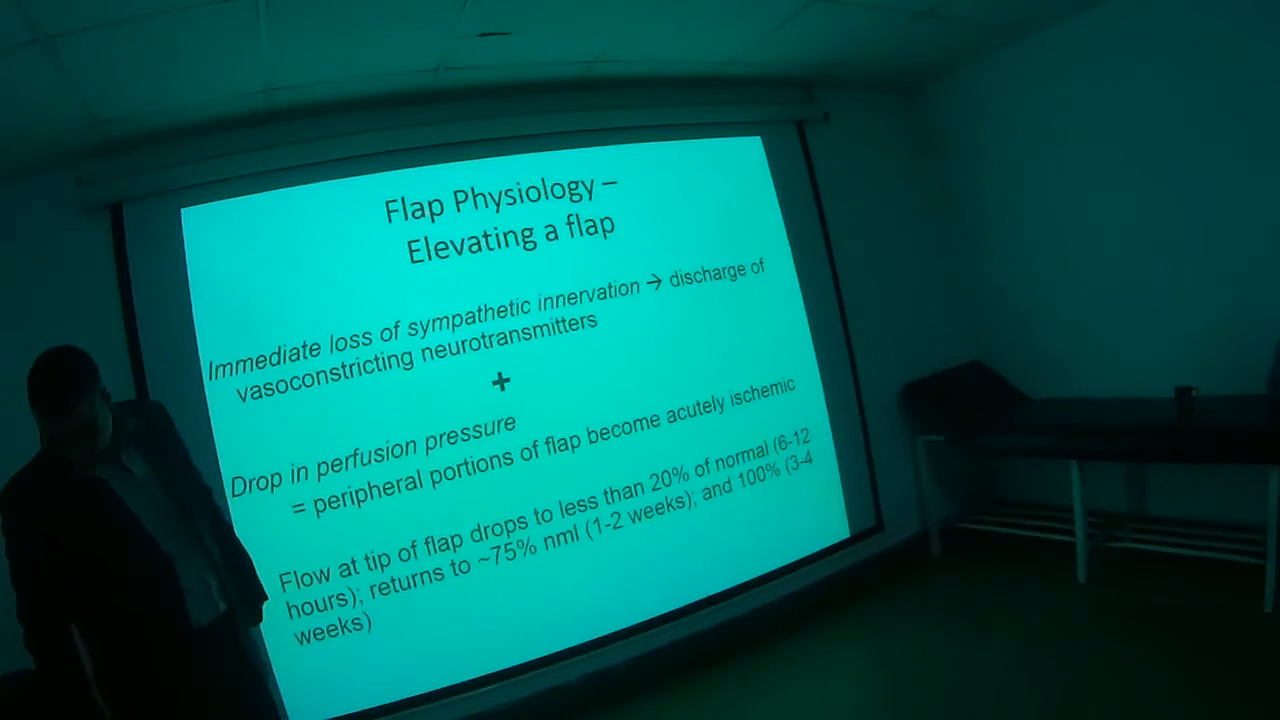 Flap Physiology –
Elevating a flap
Immediate loss of sympathetic innervation → discharge of
vasoconstricting neurotransmitters
+
Drop in perfusion pressure
= peripheral portions of flap become acutely ischemic
Flow at tip of flap drops to less than 20% of normal (6-12
hours); returns to ~75% nml (1-2 weeks); and 100% (3-4
weeks)